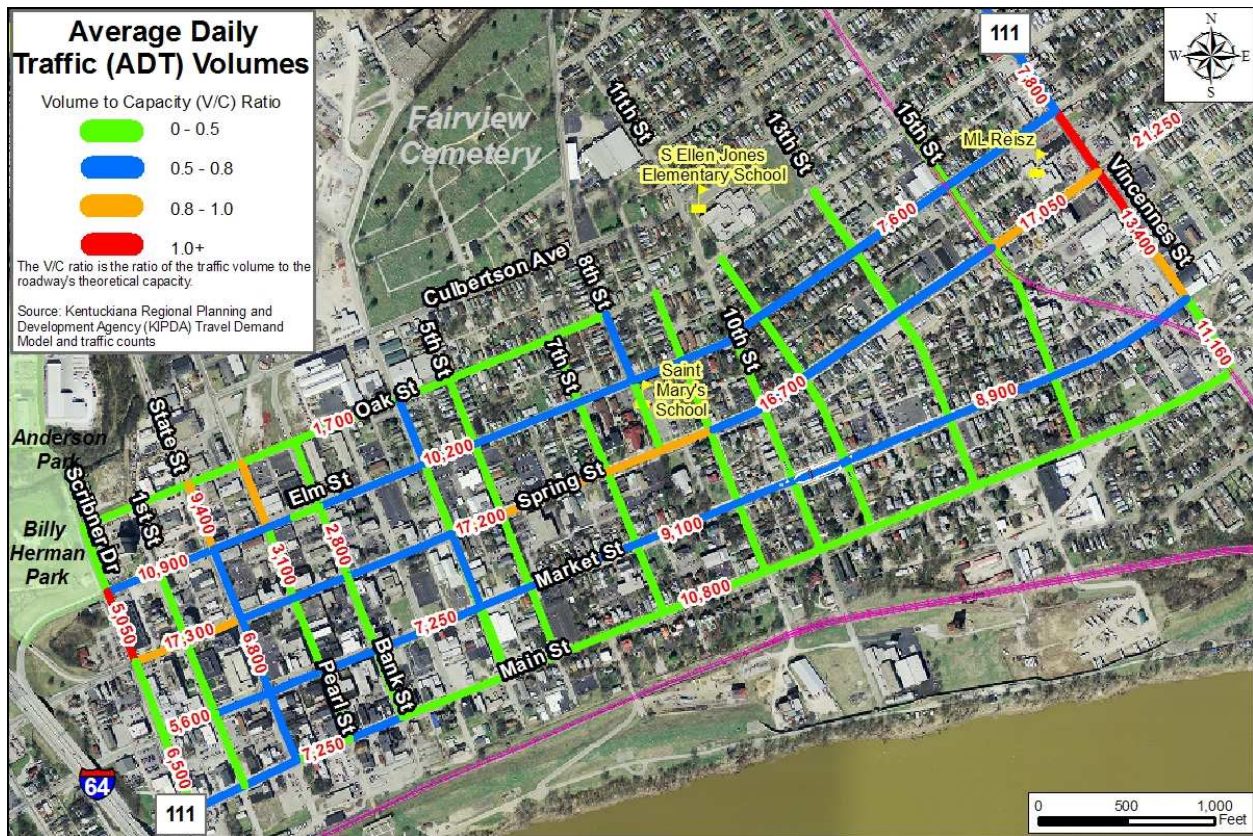 Average Daily
Traffic (ADT) Volumes
Volume to Capacity (V/C) Ratio
0 - 0.5
0.5 - 0.8
0.8 - 1.0
1.0+
The V/C ratio is the ratio of the traffic volume to the
roadway's theoretical capacity.
Source: Kentuckiana Regional Planning and
Development Agency (KIPDA) Travel Demand
Model and traffic counts
111
N
W
E
S
7,800
21,250
Fairview
Cemetery
11th St
13th St
15th St
ML Reisz
S Ellen Jones
Elementary School
Vincennes St
17,050
13,400
7,600
Culbertson Ave
8th St
5th St
7th St
10th St
11,160
Saint
Mary's
School
16,700
8,900
State St
1,700
Oak St
10,200
Anderson
Park
Scribner Dr
1st St
9,400
Elm St
Spring St
17,200
2,800
Billy
Herman
Park
10,900
3,100
Market St
9,100
5,050
17,300
7,250
10,800
6,800
Bank St
Main St
Pearl St
5,600
6,500
7,250
64
111
0
500
1,000
Feet